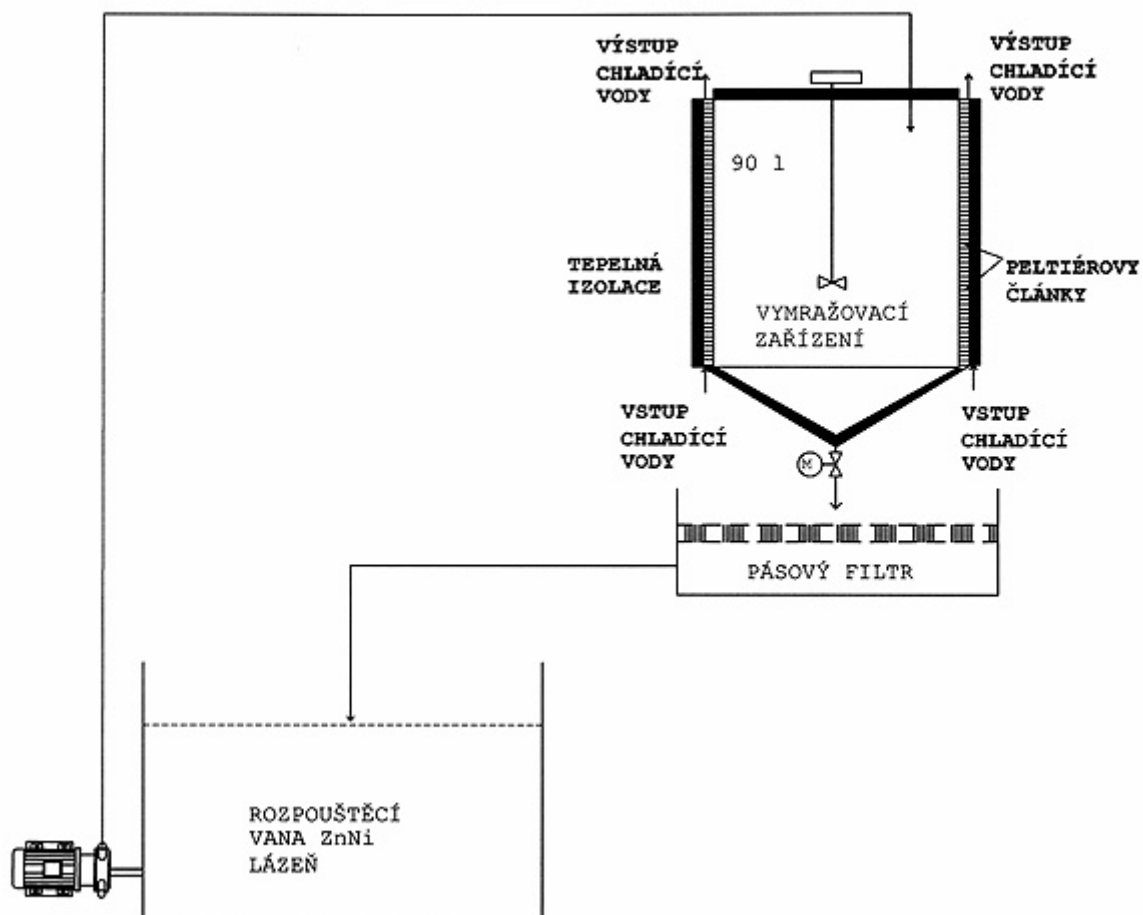 VÝSTUP
CHLADÍCÍ
VODY
VÝSTUP
CHLADÍCÍ
VODY
90 l
TEPELNÁ
IZOLACE
PELTIÉROVY
ČLÁNKY
VYMRAŽOVACÍ
ZAŘÍZENÍ
VSTUP
CHLADÍCÍ
VODY
VSTUP
CHLADÍCÍ
VODY
M
PÁSOVÝ FILTR
ROZPOUŠTĚCÍ
VANA ZnNi
LÁZEŇ